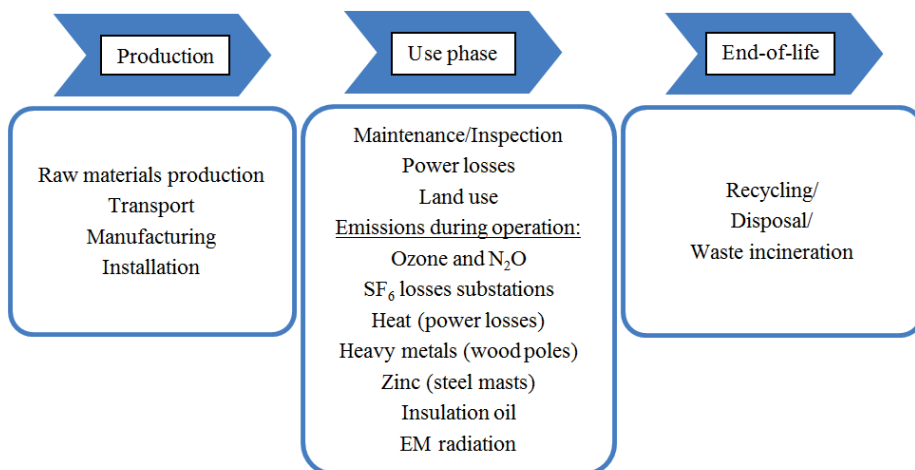 Production
Raw materials production
Transport
Manufacturing
Installation
Use phase
Maintenance/Inspection
Power losses
Land use
Emissions during operation:
Ozone and N₂O
SF₆ losses substations
Heat (power losses)
Heavy metals (wood poles)
Zinc (steel masts)
Insulation oil
EM radiation
End-of-life
Recycling/
Disposal/
Waste incineration